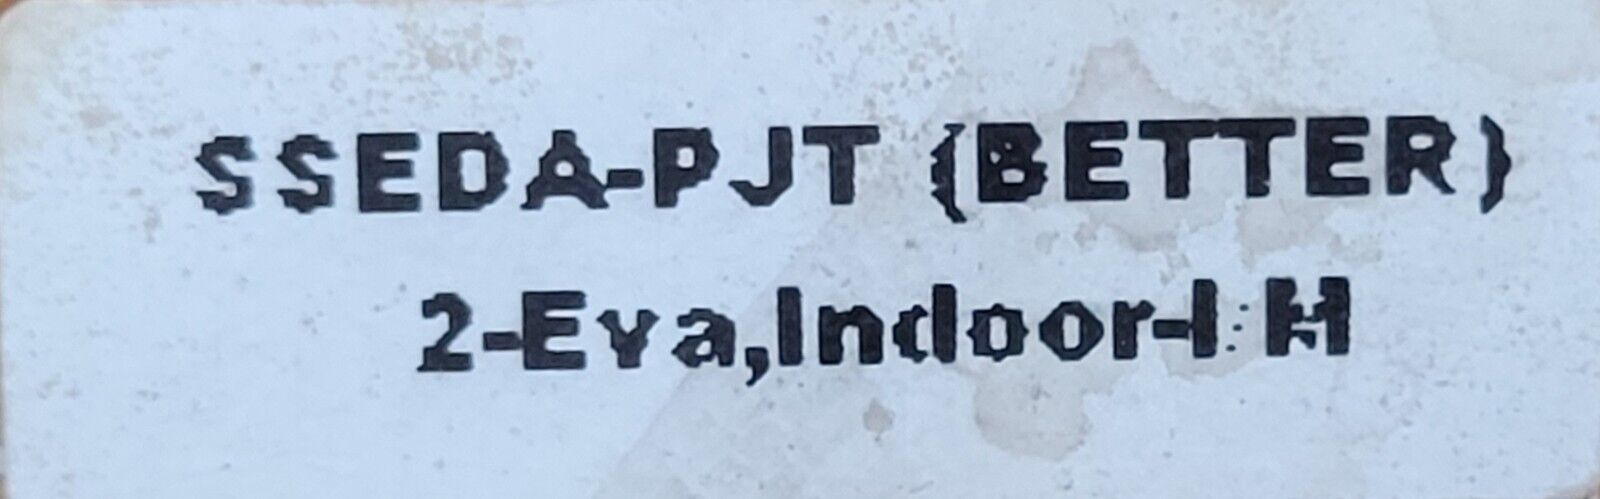 SSEDA-PJT (BETTER)
2-Eva,Indoor-I:H